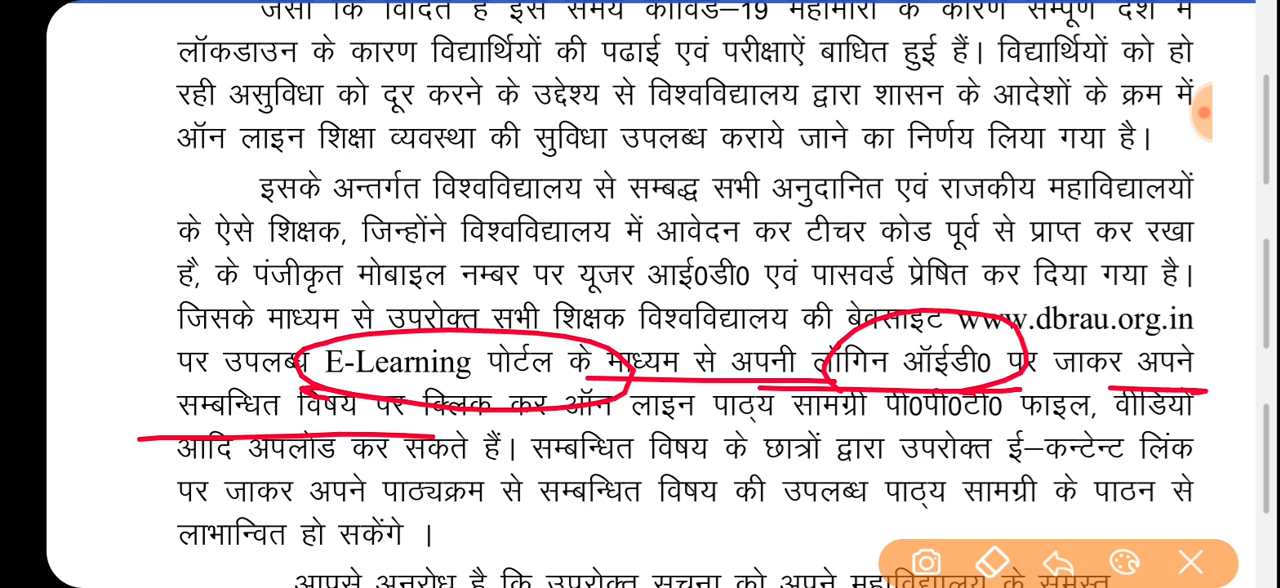 जैसा कि विदित है इस समय कोविड–19 महामारी के कारण सम्पूर्ण देश में
लॉकडाउन के कारण विद्यार्थियों की पढाई एवं परीक्षाऐं बाधित हुई हैं। विद्यार्थियों को हो
रही असुविधा को दूर करने के उद्देश्य से विश्वविद्यालय द्वारा शासन के आदेशों के क्रम में
ऑन लाइन शिक्षा व्यवस्था की सुविधा उपलब्ध कराये जाने का निर्णय लिया गया है।
इसके अन्तर्गत विश्वविद्यालय से सम्बद्ध सभी अनुदानित एवं राजकीय महाविद्यालयों
के ऐसे शिक्षक, जिन्होंने विश्वविद्यालय में आवेदन कर टीचर कोड पूर्व से प्राप्त कर रखा
है, के पंजीकृत मोबाइल नम्बर पर यूजर आई0डी0 एवं पासवर्ड प्रेषित कर दिया गया है।
जिसके माध्यम से उपरोक्त सभी शिक्षक विश्वविद्यालय की बेवसाइट www.dbrau.org.in
पर उपलब्ध E-Learning पोर्टल के माध्यम से अपनी लॉगिन ऑईडी0 पर जाकर अपने
सम्बन्धित विषय पर क्लिक कर ऑन लाइन पाठ्य सामग्री पी0पी0टी0 फाइल, वीडियो
आदि अपलोड कर सकते हैं। सम्बन्धित विषय के छात्रों द्वारा उपरोक्त ई–कन्टेन्ट लिंक
पर जाकर अपने पाठ्यक्रम से सम्बन्धित विषय की उपलब्ध पाठ्य सामग्री के पाठन से
लाभान्वित हो सकेंगे ।
आपसे अनुरोध है कि उपरोक्त सूचना को अपने महाविद्यालय के समस्त